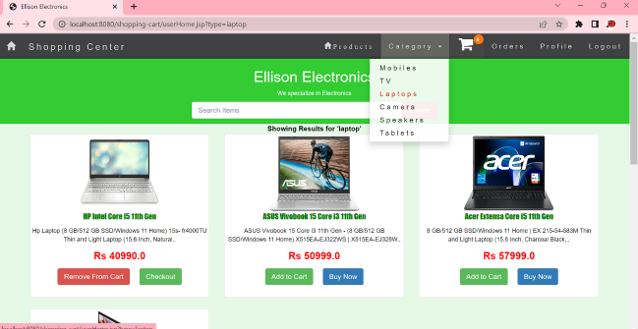 Ellison Electronics
localhost:8080/shopping-cart/userHome.jsp?type=laptop
Shopping Center
Products
Category
Orders
Profile
Logout
Mobiles
TV
Laptops
Camera
Speakers
Tablets
Ellison Electronics
We specialize in Electronics
Search Items
Showing Results for 'laptop'
HP Intel Core i5 11th Gen
Hp Laptop (8 GB/512 GB SSD/Windows 11 Home) 15s- fr4000TU
Thin and Light Laptop (15.6 Inch, Natural..
Rs 40990.0
Remove From Cart
Checkout
ASUS
ASUS Vivobook 15 Core i3 11th Gen
ASUS Vivobook 15 Core i3 11th Gen - (8 GB/512 GB
SSD/Windows 11 Home) X515EA-EJ322WS | X515EA-EJ328W..
Rs 50999.0
Add to Cart
Buy Now
acer
Acer Extensa Core i5 11th Gen
8 GB/512 GB SSD/Windows 11 Home) | EX 215-54-583M Thin
and Light Laptop (15.6 Inch, Charcoal Black,..
Rs 57999.0
Add to Cart
Buy Now
localhost:8080/shopping-cart/userHome.jsp?type=laptop